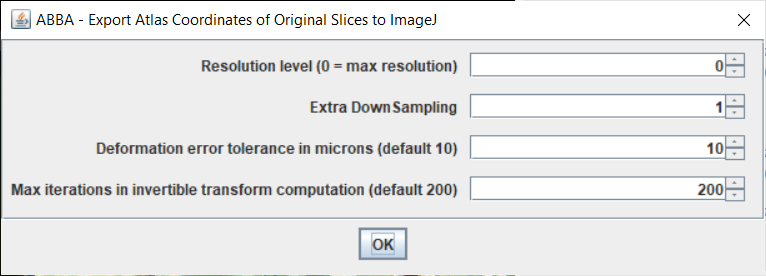 ABBA - Export Atlas Coordinates of Original Slices to ImageJ
Resolution level (0 = max resolution) 0
Extra DownSampling 1
Deformation error tolerance in microns (default 10) 10
Max iterations in invertible transform computation (default 200) 200
OK